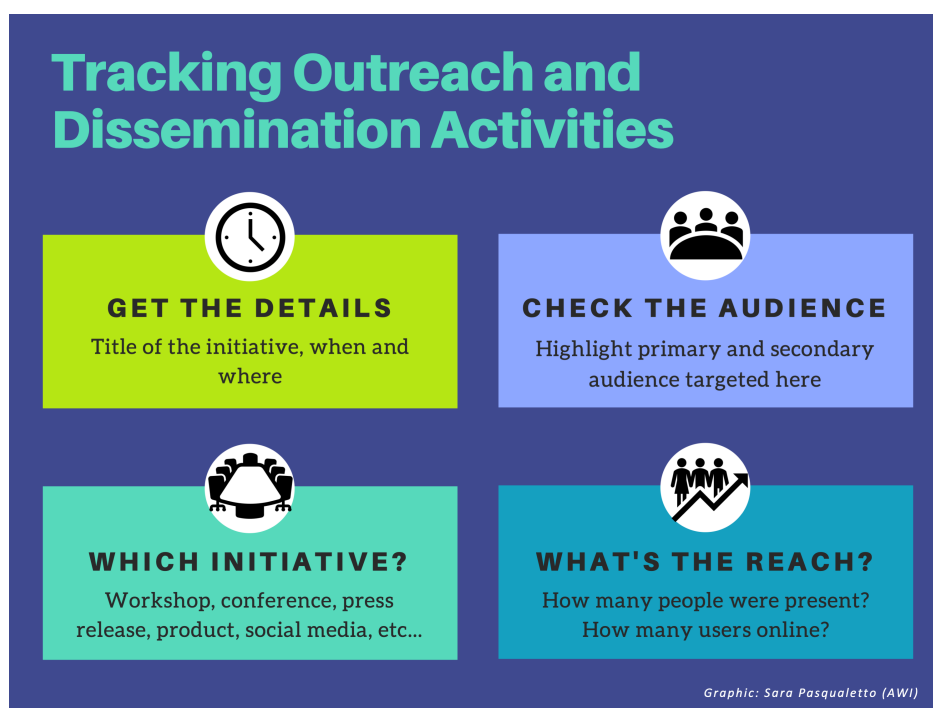 Tracking Outreach and
Dissemination Activities
GET THE DETAILS
Title of the initiative, when and
where
CHECK THE AUDIENCE
Highlight primary and secondary
audience targeted here
WHICH INITIATIVE?
Workshop, conference, press
release, product, social media, etc...
WHAT'S THE REACH?
How many people were present?
How many users online?
Graphic: Sara Pasqualetto (AWI)